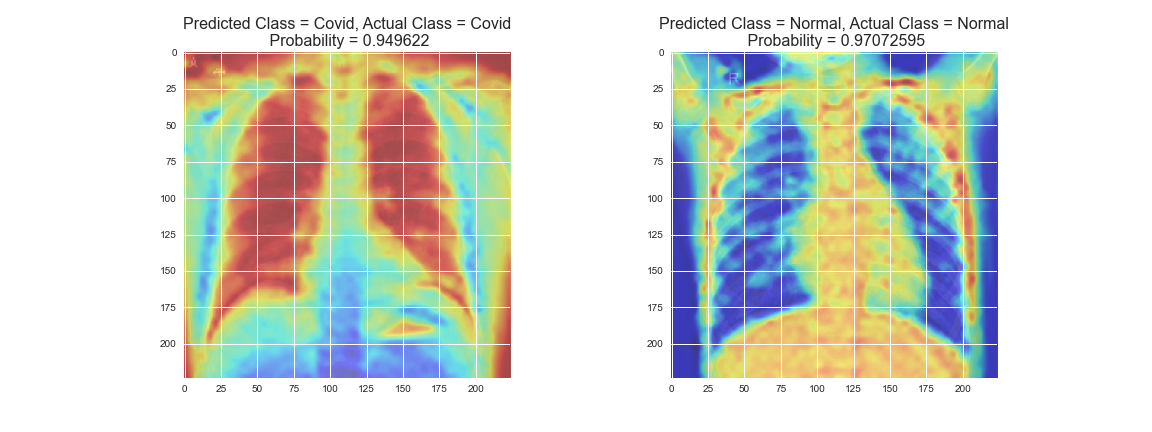 Predicted Class = Covid, Actual Class = Covid
Probability = 0.949622
0
25
50
75
100
125
150
175
200
0 25 50 75 100 125 150 175 200
Predicted Class = Normal, Actual Class = Normal
Probability = 0.97072595
0
25
50
75
100
125
150
175
200
0 25 50 75 100 125 150 175 200
R